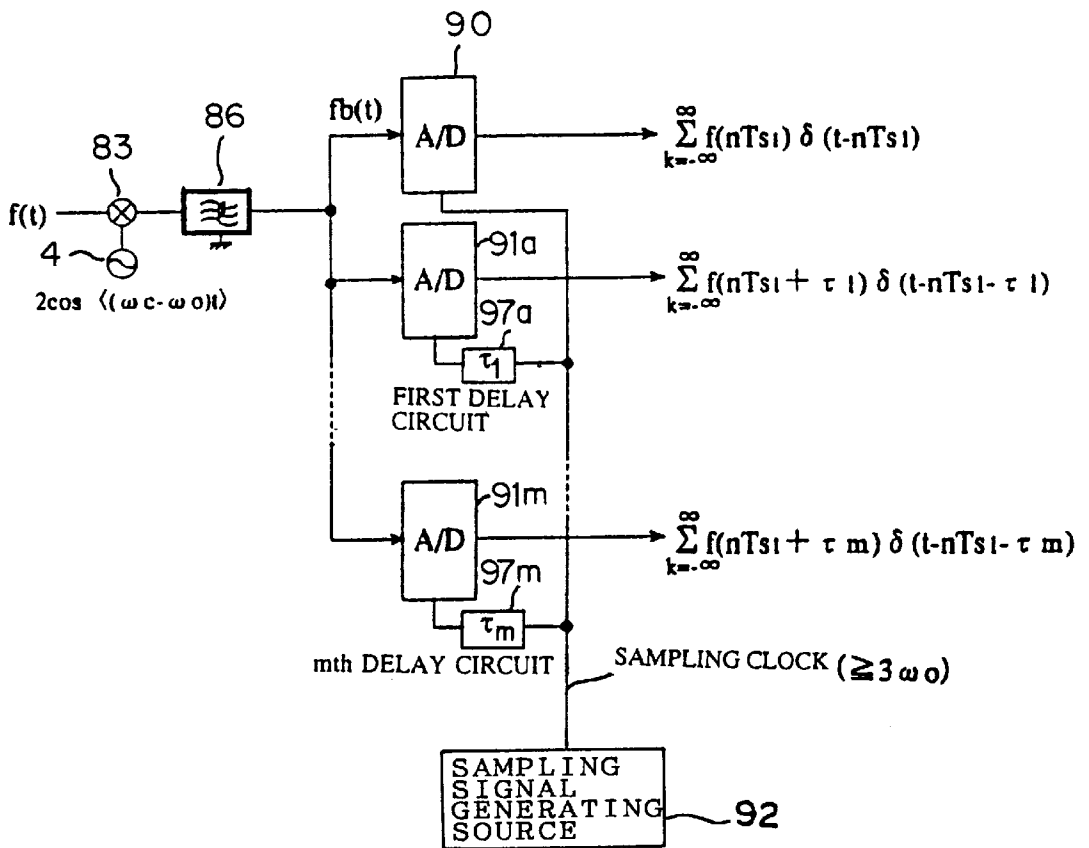 90
83
86
fb(t)
A/D
∞
Σ f(nTs1) δ (t-nTs1)
k=-∞
f(t)
4
2cos ⟨(ωc-ωo)t⟩
91a
A/D
∞
Σ f(nTs1+ τ 1) δ (t-nTs1- τ 1)
k=-∞
97a
τ1
FIRST DELAY
CIRCUIT
91m
A/D
∞
Σ f(nTs1+ τ m) δ (t-nTs1- τ m)
k=-∞
97m
τm
mth DELAY CIRCUIT
SAMPLING CLOCK (≧3ωo)
SAMPLING
SIGNAL
GENERATING
SOURCE
92